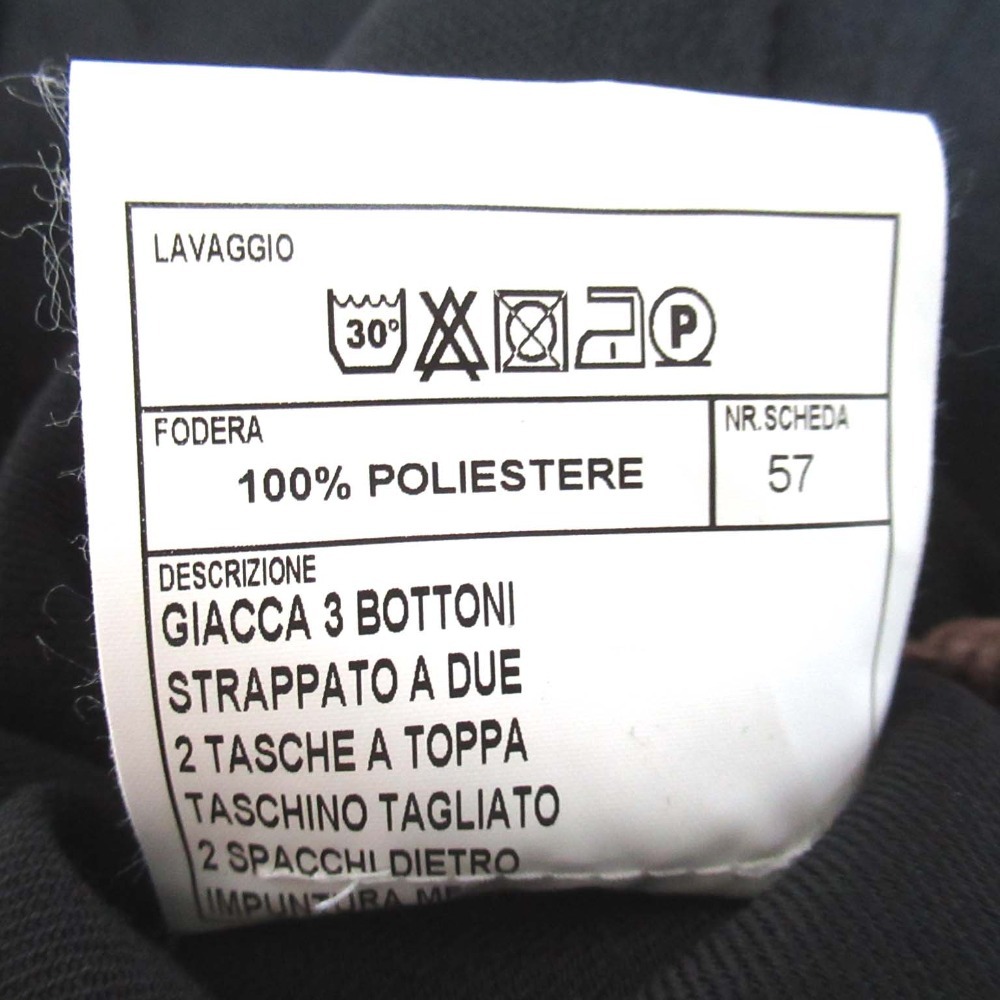 LAVAGGIO
30°
P
FODERA
100% POLIESTERE
NR.SCHEDA
57
DESCRIZIONE
GIACCA 3 BOTTONI
STRAPPATO A DUE
2 TASCHE A TOPPA
TASCHINO TAGLIATO
2 SPACCHI DIETRO
IMPUNTURA